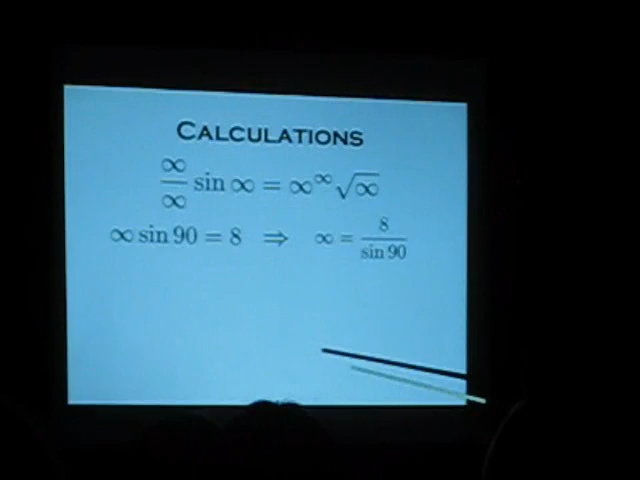 CALCULATIONS
∞/∞ sin ∞ = ∞^∞ √∞
∞ sin 90 = 8 ⇒ ∞ = 8/sin 90